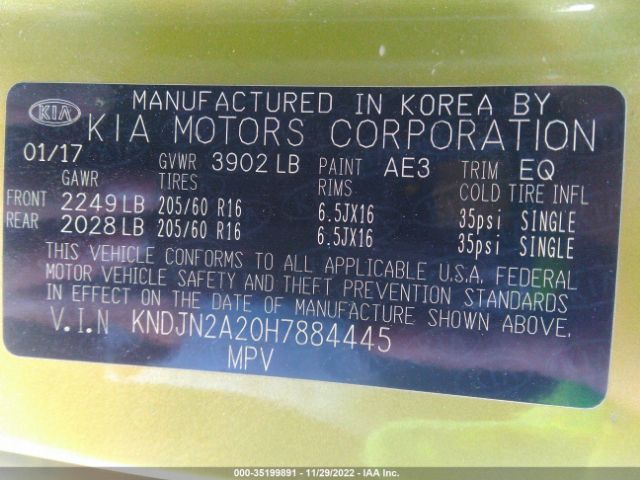 MANUFACTURED IN KOREA BY
KIA KIA MOTORS CORPORATION
01/17 GVWR 3902 LB PAINT AE3 TRIM EQ
GAWR TIRES RIMS COLD TIRE INFL
FRONT 2249 LB 205/60 R16 6.5JX16 35psi SINGLE
REAR 2028 LB 205/60 R16 6.5JX16 35psi SINGLE
THIS VEHICLE CONFORMS TO ALL APPLICABLE U.S.A. FEDERAL
MOTOR VEHICLE SAFETY AND THEFT PREVENTION STANDARDS
IN EFFECT ON THE DATE OF MANUFACTURE SHOWN ABOVE.
V.I.N KNDJN2A20H7884445
MPV
000-35199891 - 11/29/2022 - IAA Inc.